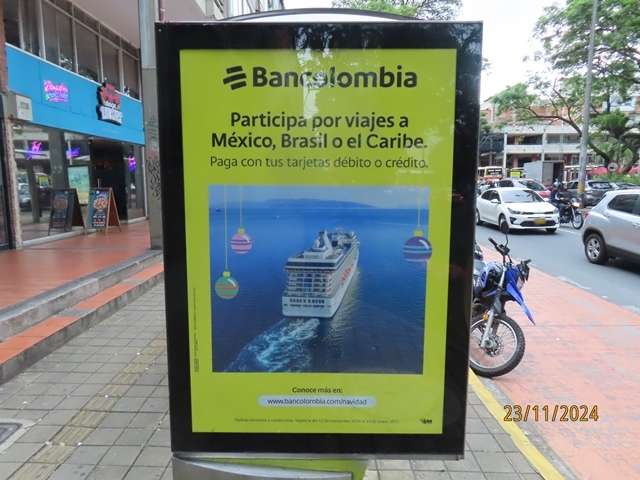 Bancolombia
Participa por viajes a
México, Brasil o el Caribe.
Paga con tus tarjetas débito o crédito.
Conoce más en:
www.bancolombia.com/navidad
23/11/2024